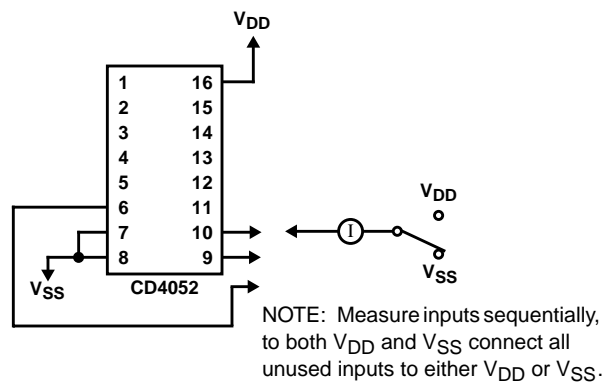 VDD
1 16
2 15
3 14
4 13
5 12
6 11
7 10
8 9
VSS
CD4052
I
VDD
VSS
NOTE: Measure inputs sequentially,
to both VDD and VSS connect all
unused inputs to either VDD or VSS.